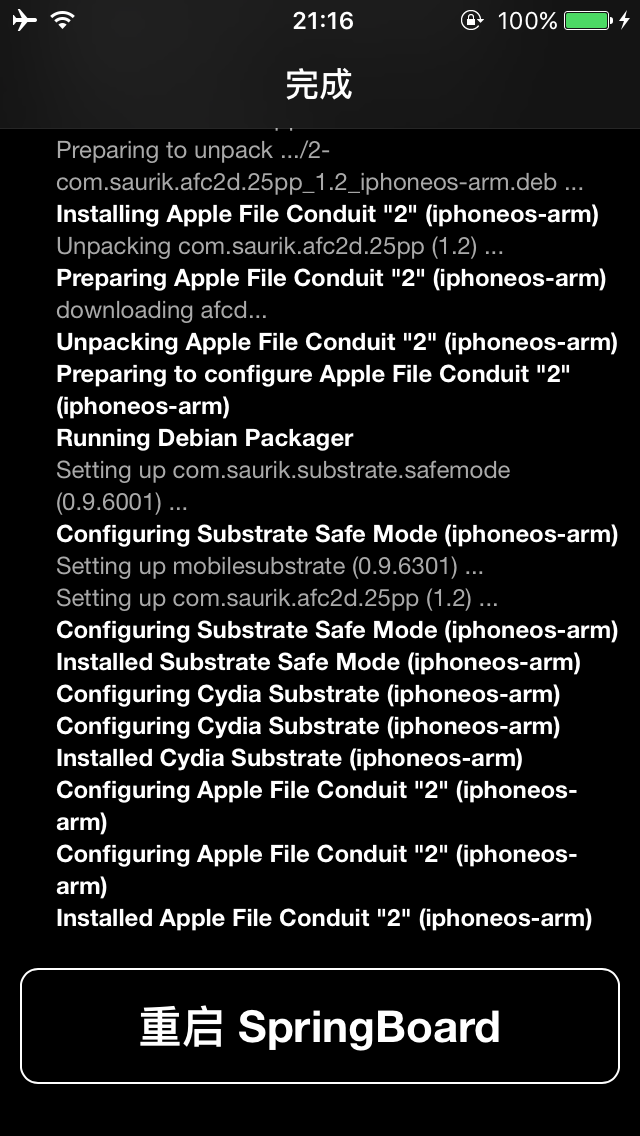 21:16
100%
完成
Preparing to unpack .../2-
com.saurik.afc2d.25pp_1.2_iphoneos-arm.deb ...
Installing Apple File Conduit "2" (iphoneos-arm)
Unpacking com.saurik.afc2d.25pp (1.2) ...
Preparing Apple File Conduit "2" (iphoneos-arm)
downloading afcd...
Unpacking Apple File Conduit "2" (iphoneos-arm)
Preparing to configure Apple File Conduit "2"
(iphoneos-arm)
Running Debian Packager
Setting up com.saurik.substrate.safemode
(0.9.6001) ...
Configuring Substrate Safe Mode (iphoneos-arm)
Setting up mobilesubstrate (0.9.6301) ...
Setting up com.saurik.afc2d.25pp (1.2) ...
Configuring Substrate Safe Mode (iphoneos-arm)
Installed Substrate Safe Mode (iphoneos-arm)
Configuring Cydia Substrate (iphoneos-arm)
Configuring Cydia Substrate (iphoneos-arm)
Installed Cydia Substrate (iphoneos-arm)
Configuring Apple File Conduit "2" (iphoneos-
arm)
Configuring Apple File Conduit "2" (iphoneos-
arm)
Installed Apple File Conduit "2" (iphoneos-arm)
重启 SpringBoard